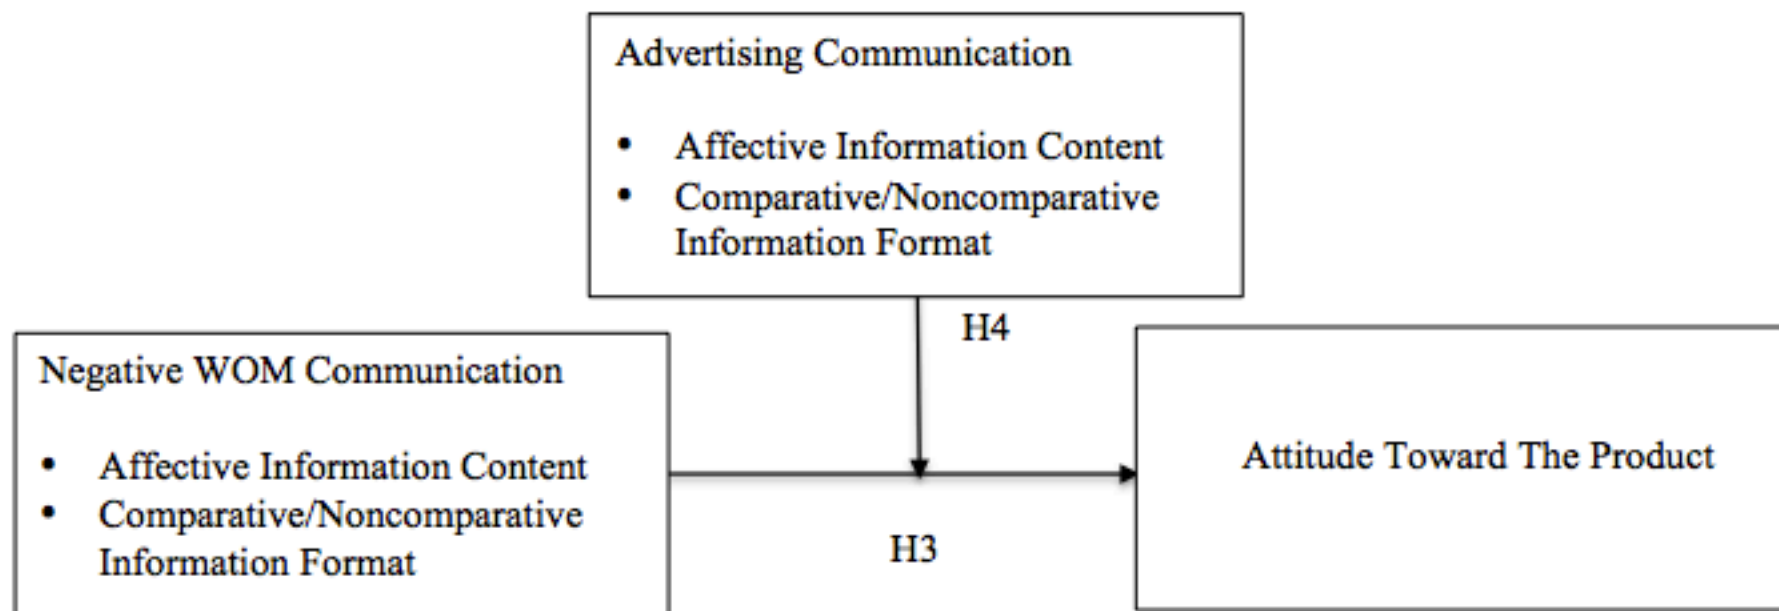 Advertising Communication
• Affective Information Content
• Comparative/Noncomparative
Information Format
H4
Negative WOM Communication
• Affective Information Content
• Comparative/Noncomparative
Information Format
H3
Attitude Toward The Product